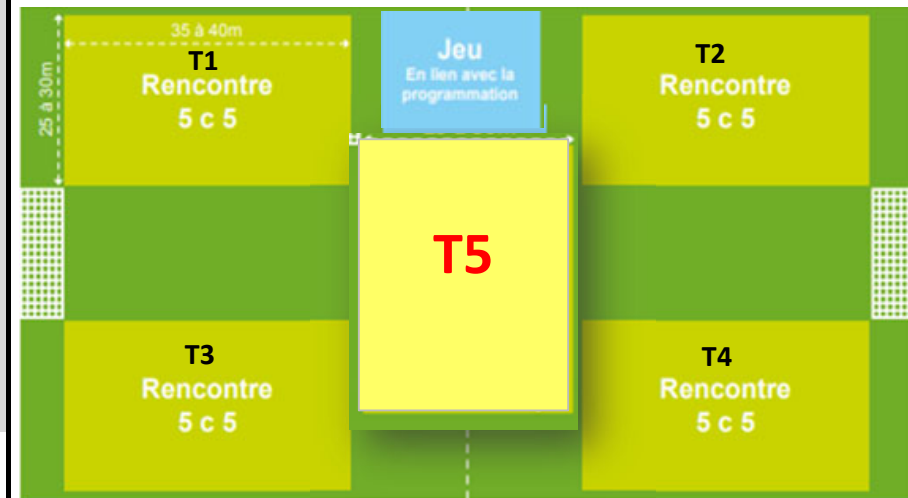 35 à 40m
25 à 30m
T1
Rencontre
5 c 5
Jeu
En lien avec la
programmation
T2
Rencontre
5 c 5
T5
T3
Rencontre
5 c 5
T4
Rencontre
5 c 5